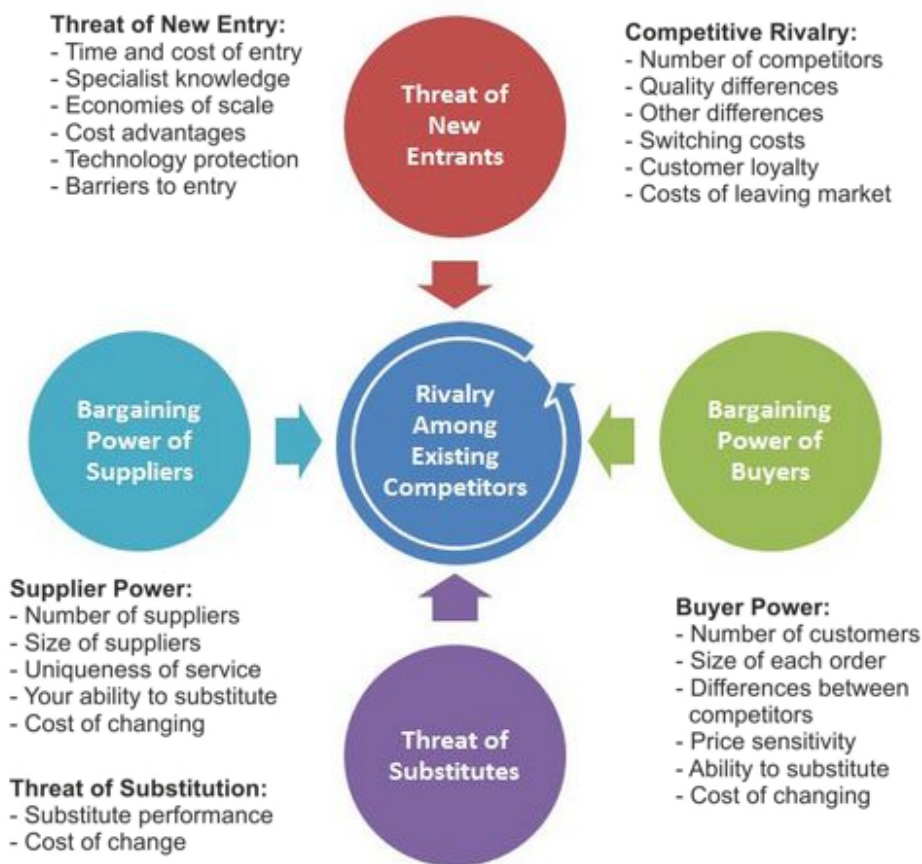 Threat of New Entry:
- Time and cost of entry
- Specialist knowledge
- Economies of scale
- Cost advantages
- Technology protection
- Barriers to entry
Threat of
New
Entrants
Competitive Rivalry:
- Number of competitors
- Quality differences
- Other differences
- Switching costs
- Customer loyalty
- Costs of leaving market
Bargaining
Power of
Suppliers
Rivalry
Among
Existing
Competitors
Bargaining
Power of
Buyers
Supplier Power:
- Number of suppliers
- Size of suppliers
- Uniqueness of service
- Your ability to substitute
- Cost of changing
Threat of Substitution:
- Substitute performance
- Cost of change
Threat of
Substitutes
Buyer Power:
- Number of customers
- Size of each order
- Differences between
competitors
- Price sensitivity
- Ability to substitute
- Cost of changing